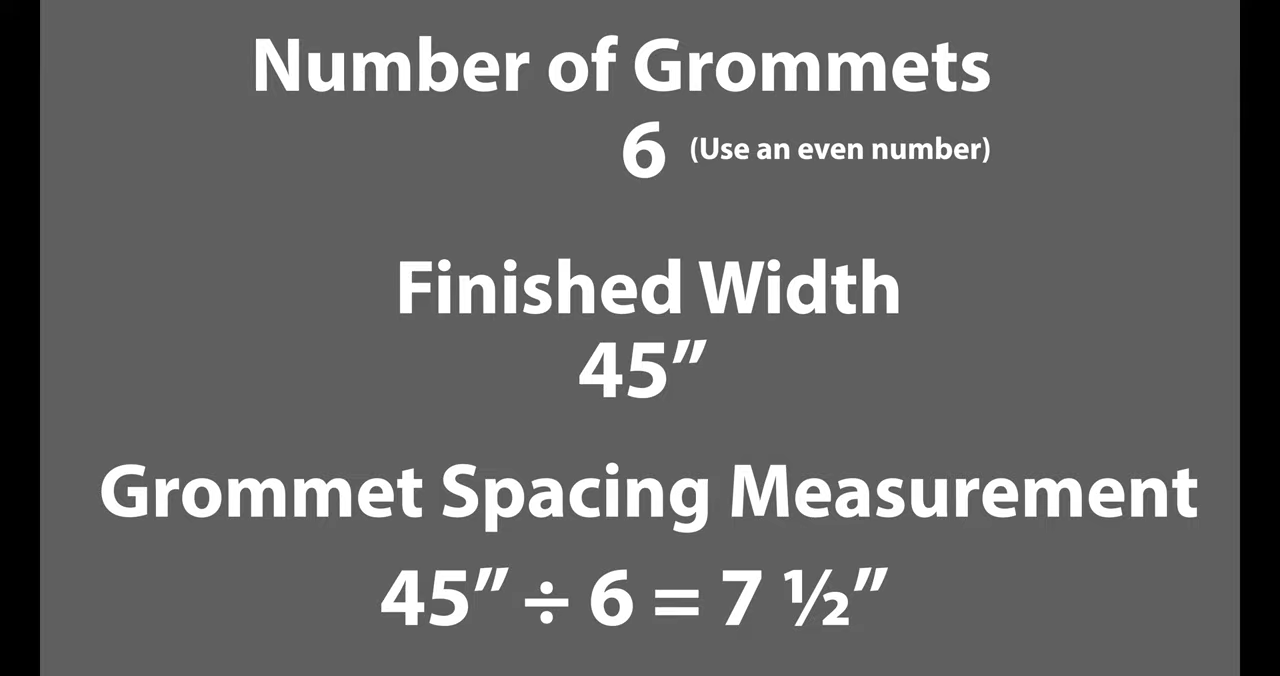 Number of Grommets
6 (Use an even number)
Finished Width
45”
Grommet Spacing Measurement
45” ÷ 6 = 7 ½”